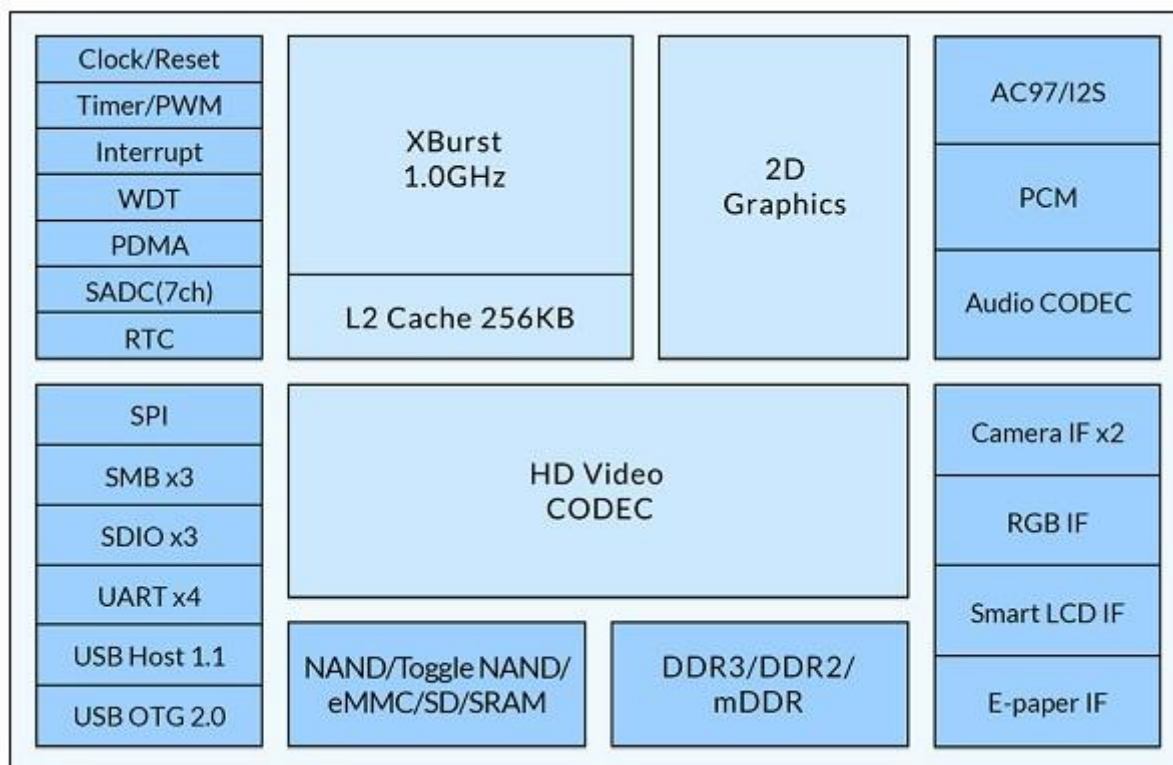 Clock/Reset
Timer/PWM
Interrupt
WDT
PDMA
SADC(7ch)
RTC
XBurst
1.0GHz
L2 Cache 256KB
2D
Graphics
AC97/I2S
PCM
Audio CODEC
SPI
SMB x3
SDIO x3
UART x4
USB Host 1.1
USB OTG 2.0
HD Video
CODEC
NAND/Toggle NAND/
eMMC/SD/SRAM
DDR3/DDR2/
mDDR
Camera IF x2
RGB IF
Smart LCD IF
E-paper IF